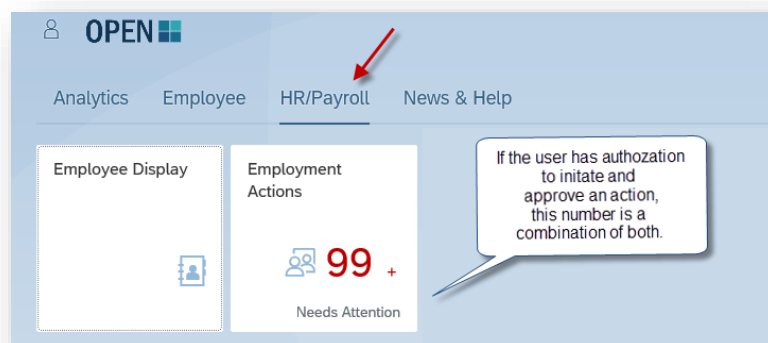 OPEN
Analytics Employee HR/Payroll News & Help
Employee Display
Employment
Actions
99 +
Needs Attention
If the user has authozation
to initate and
approve an action,
this number is a
combination of both.